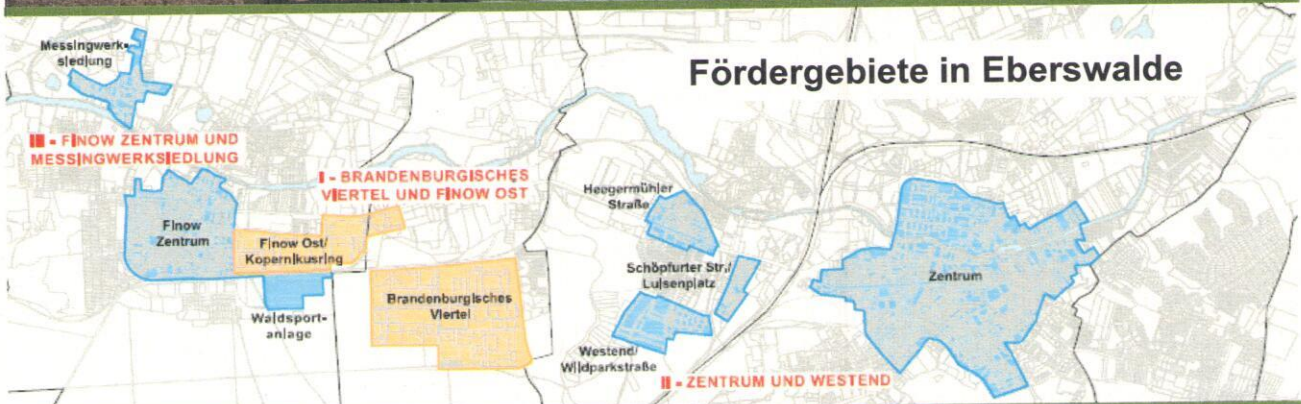 Fördergebiete in Eberswalde
Messingwerk-
siedlung
III - FINOW ZENTRUM UND
MESSINGWERKSIEDLUNG
I - BRANDENBURGISCHES
VIERTEL UND FINOW OST
Finow
Zentrum
Finow Ost/
Kopernikusring
Waldsport-
anlage
Brandenburgisches
Viertel
Heegermühler
Straße
Schöpfurter Str./
Luisenplatz
Westend/
Wildparkstraße
Zentrum
II - ZENTRUM UND WESTEND